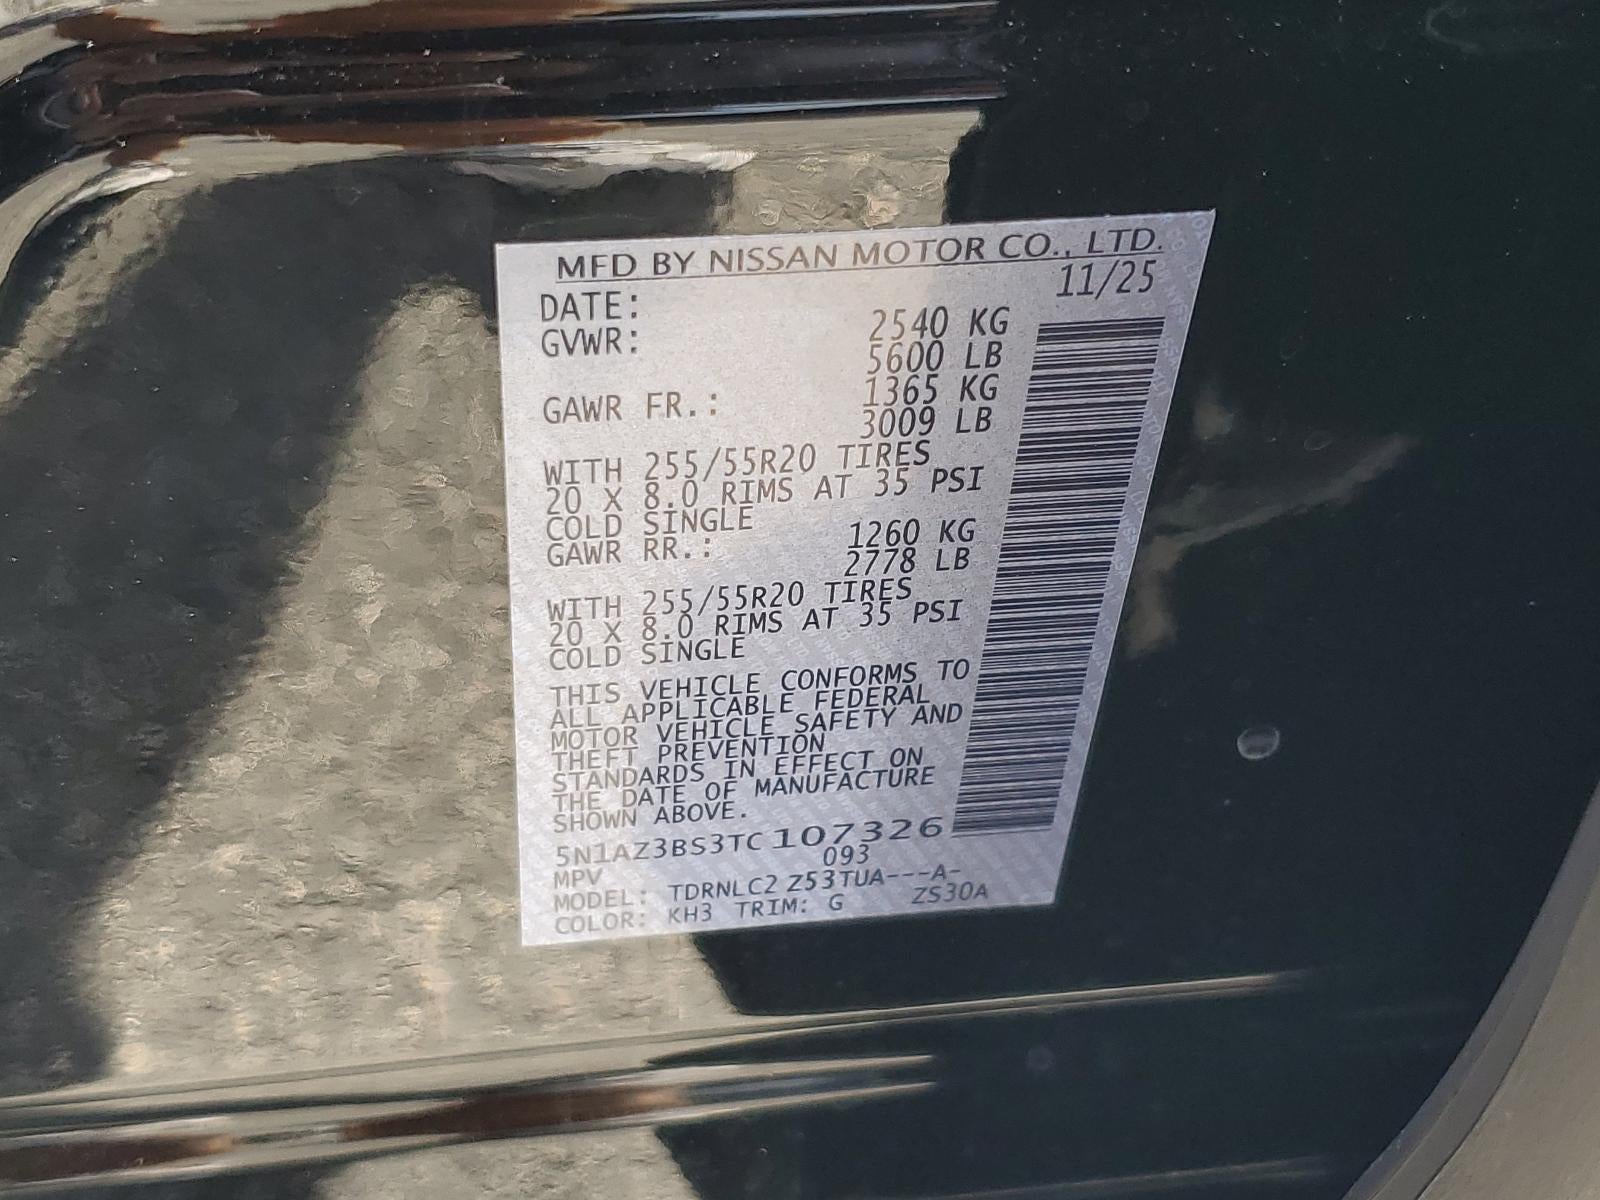 MFD BY NISSAN MOTOR CO., LTD.
DATE: 11/25
GVWR: 2540 KG
5600 LB
GAWR FR.: 1365 KG
3009 LB
WITH 255/55R20 TIRES
20 X 8.0 RIMS AT 35 PSI
COLD SINGLE
GAWR RR.: 1260 KG
2778 LB
WITH 255/55R20 TIRES
20 X 8.0 RIMS AT 35 PSI
COLD SINGLE
THIS VEHICLE CONFORMS TO
ALL APPLICABLE FEDERAL
MOTOR VEHICLE SAFETY AND
THEFT PREVENTION
STANDARDS IN EFFECT ON
THE DATE OF MANUFACTURE
SHOWN ABOVE.
5N1AZ3BS3TC107326
MPV 093
MODEL: TDRNLC2 Z53TUA---A-
COLOR: KH3 TRIM: G ZS30A